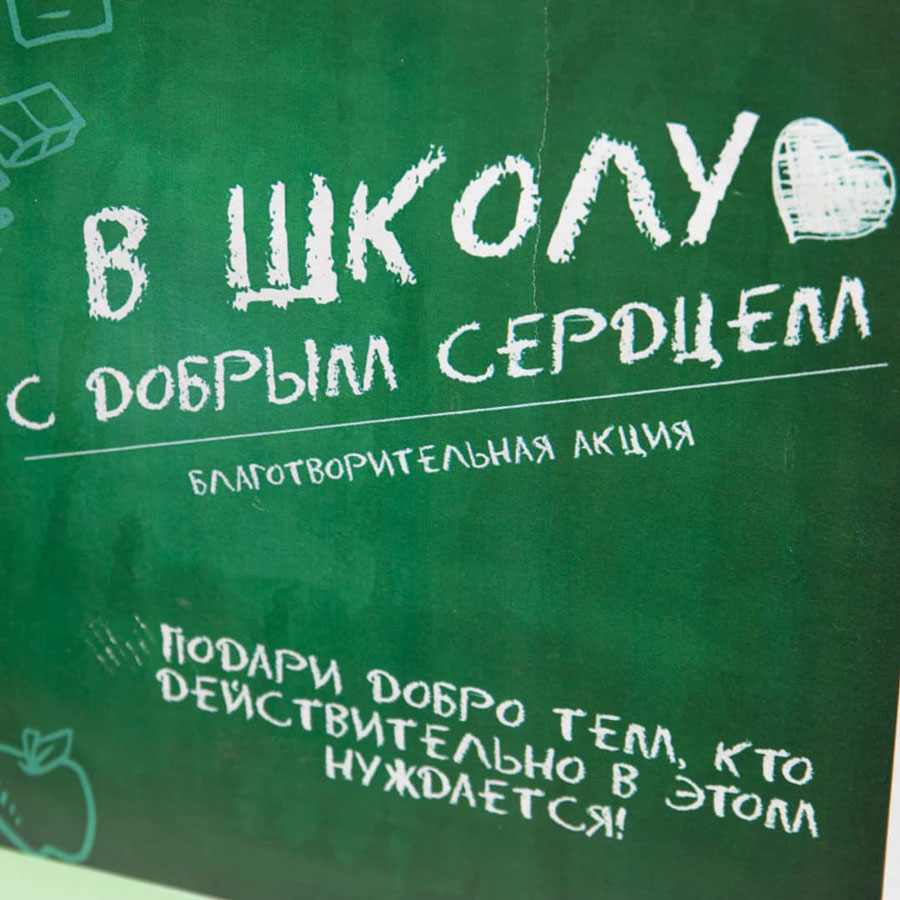 В ШКОЛУ
С ДОБРЫМ СЕРДЦЕМ
БЛАГОТВОРИТЕЛЬНАЯ АКЦИЯ
ПОДАРИ ДОБРО ТЕМ, КТО
ДЕЙСТВИТЕЛЬНО В ЭТОМ
НУЖДАЕТСЯ!